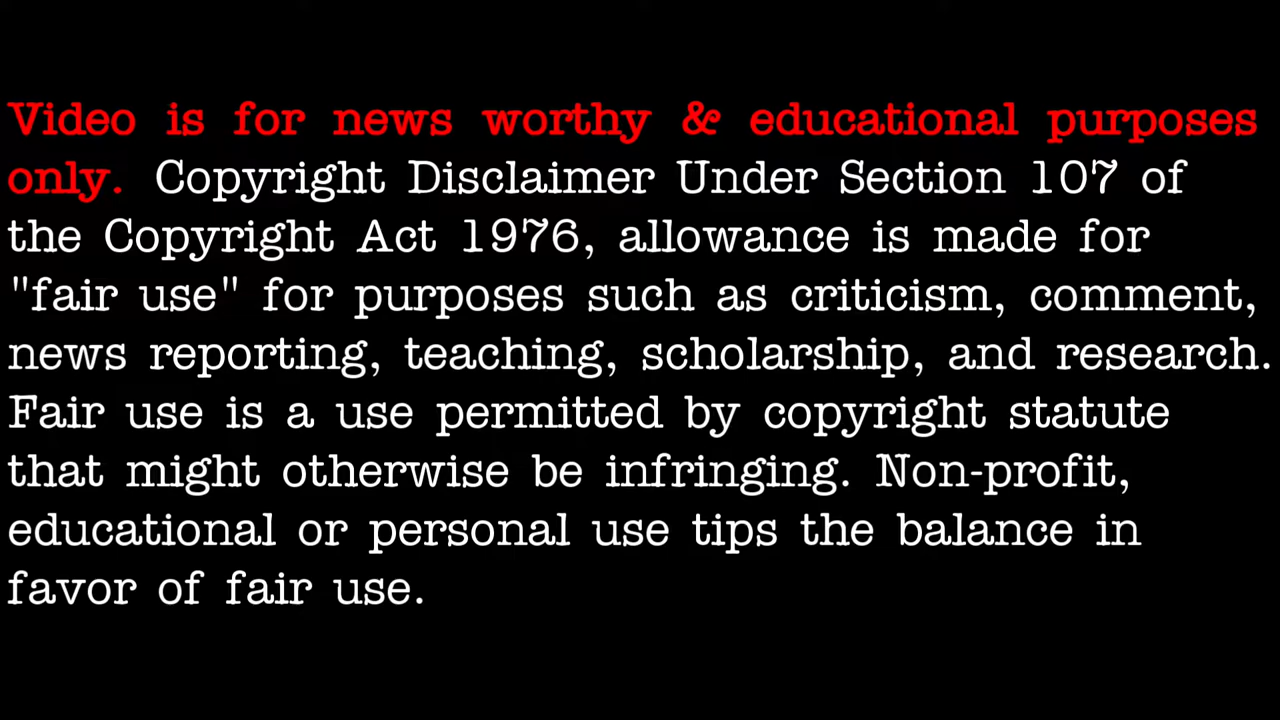 Video is for news worthy & educational purposes
only. Copyright Disclaimer Under Section 107 of
the Copyright Act 1976, allowance is made for
"fair use" for purposes such as criticism, comment,
news reporting, teaching, scholarship, and research.
Fair use is a use permitted by copyright statute
that might otherwise be infringing. Non-profit,
educational or personal use tips the balance in
favor of fair use.